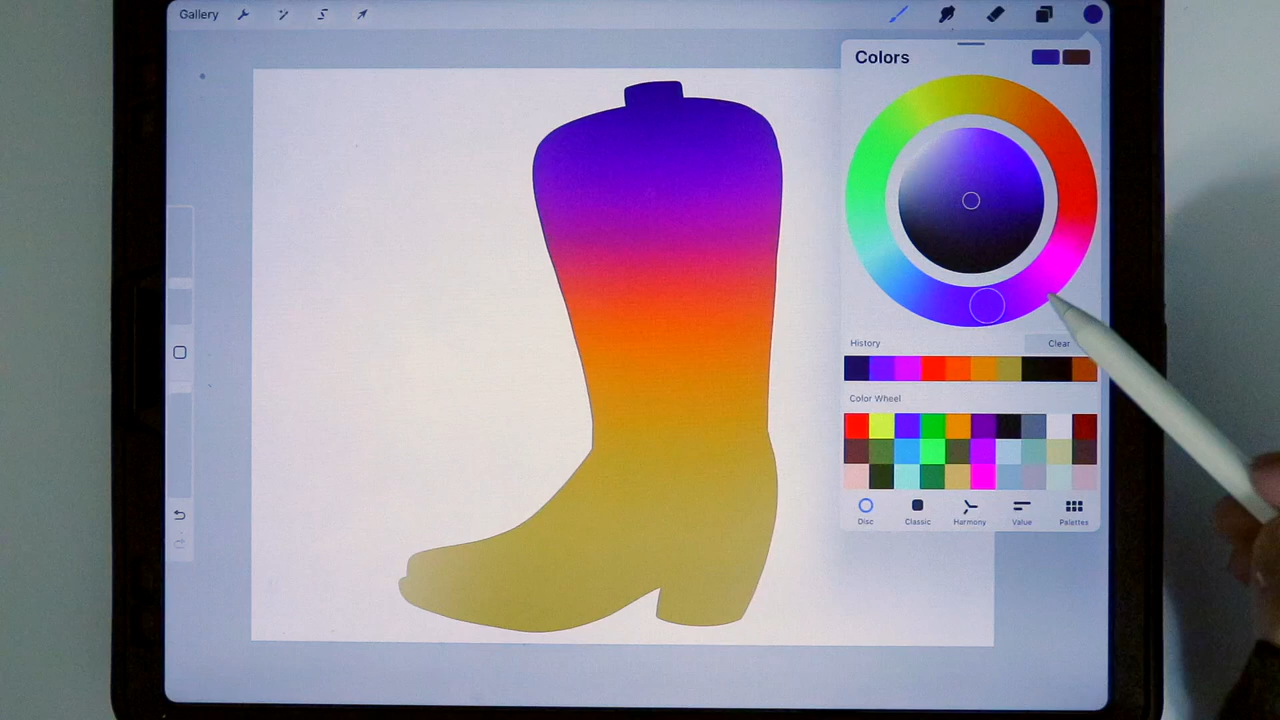 Gallery
Colors
History
Clear
Color Wheel
Disc
Classic
Harmony
Value
Palettes